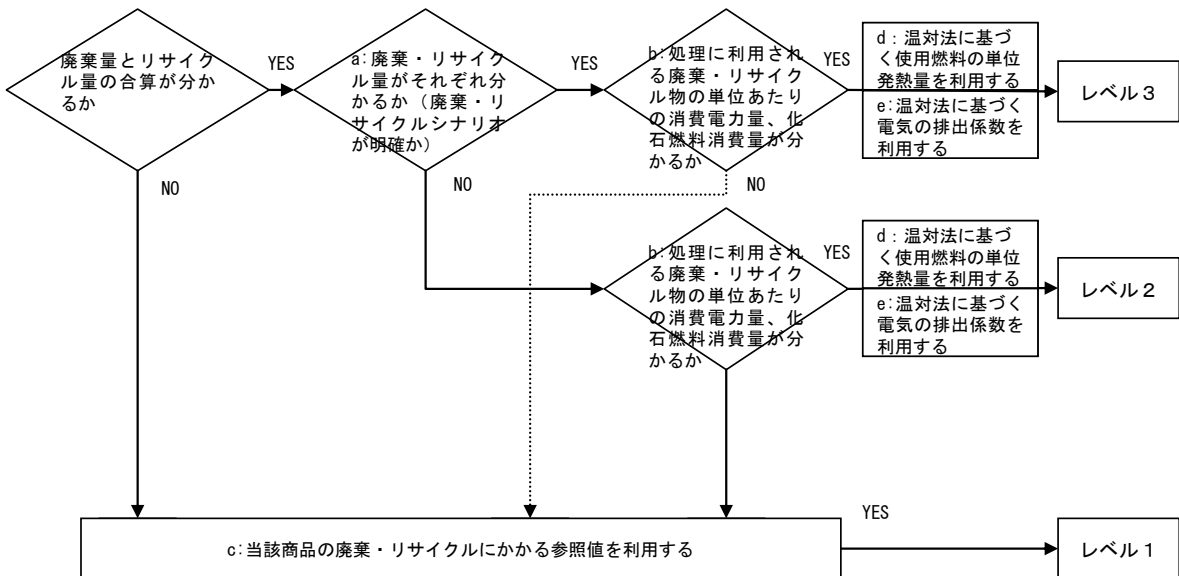 廃棄量とリサイク
ル量の合算が分か
るか
YES
NO
a:廃棄・リサイク
ル量がそれぞれ分
かるか（廃棄・リ
サイクルシナリオ
が明確か）
YES
NO
b:処理に利用され
る廃棄・リサイク
ル物の単位あたり
の消費電力量、化
石燃料消費量が分
かるか
YES
NO
d：温対法に基づ
く使用燃料の単位
発熱量を利用する
e:温対法に基づく
電気の排出係数を
利用する
レベル３
b:処理に利用され
る廃棄・リサイク
ル物の単位あたり
の消費電力量、化
石燃料消費量が分
かるか
YES
d：温対法に基づ
く使用燃料の単位
発熱量を利用する
e:温対法に基づく
電気の排出係数を
利用する
レベル２
c:当該商品の廃棄・リサイクルにかかる参照値を利用する
YES
レベル１